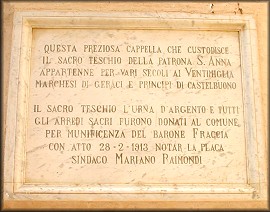 QUESTA PREZIOSA CAPPELLA, CHE CUSTODISCE
IL SACRO TESCHIO DELLA PATRONA S. ANNA
APPARTENNE PER VARI SECOLI AI VENTIMIGLIA
MARCHESI DI GERACI E PRINCIPI DI CASTELBUONO
IL SACRO TESCHIO L'URNA D'ARGENTO E TUTTI
GLI ARREDI SACRI FURONO DONATI AL COMUNE,
PER MUNIFICENZA DEL BARONE FRAGGIA
CON ATTO 28-2-1913 NOTAR LA PLACA
SINDACO MARIANO RAIMONDI